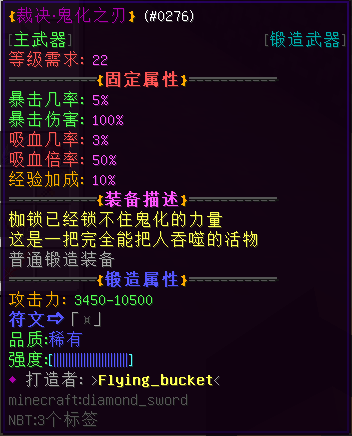 【裁决·鬼化之刃】 (#0276)
[主武器] [锻造武器]
等级需求: 22
【固定属性】
暴击几率: 5%
暴击伤害: 100%
吸血几率: 3%
吸血倍率: 50%
经验加成: 10%
【装备描述】
枷锁已经锁不住鬼化的力量
这是一把完全能把人吞噬的活物
普通锻造装备
【锻造属性】
攻击力: 3450-10500
符文➩「¤」
品质:稀有
强度:[||||||||||||||||||||||||]
◆ 打造者: >Flying_bucket<
minecraft:diamond_sword
NBT:3个标签